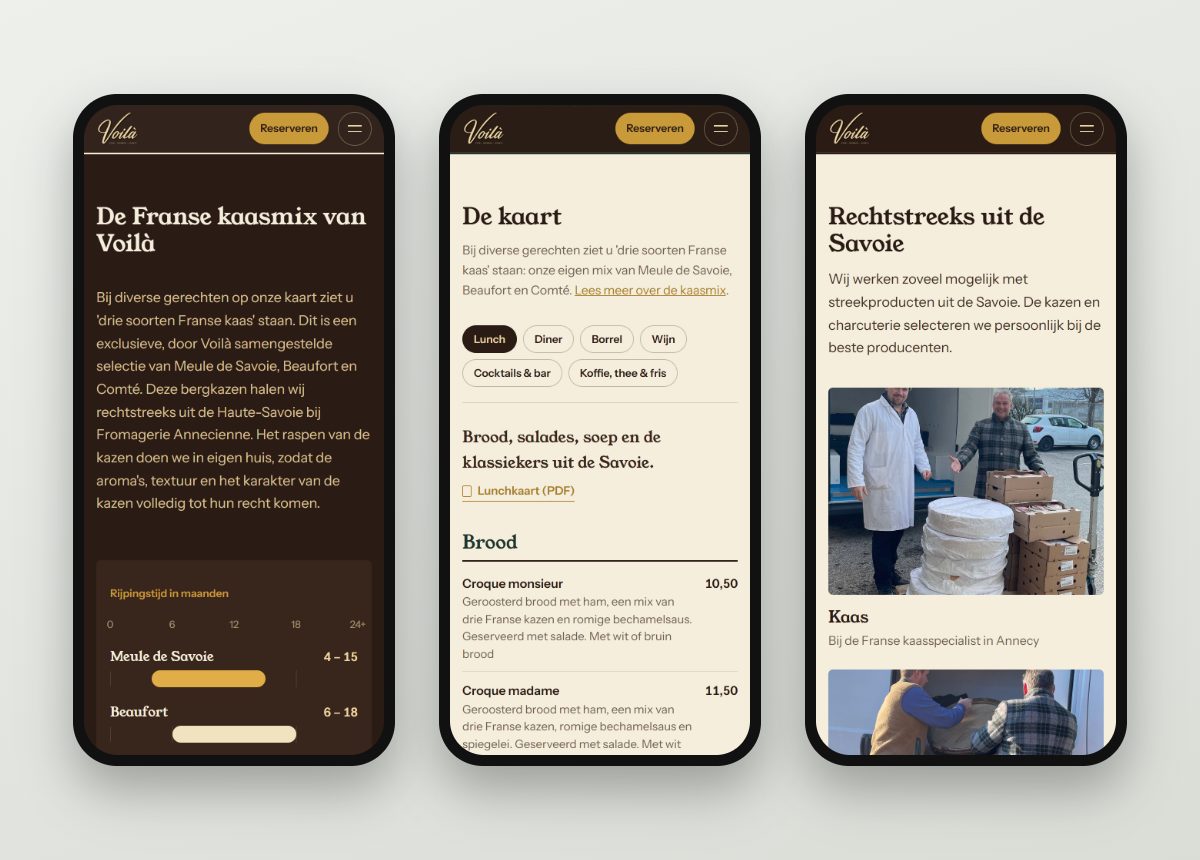 Voilà
Reserveren
De Franse kaasmix van
Voilà
Bij diverse gerechten op onze kaart ziet u
'drie soorten Franse kaas' staan. Dit is een
exclusieve, door Voilà samengestelde
selectie van Meule de Savoie, Beaufort en
Comté. Deze bergkazen halen wij
rechtstreeks uit de Haute-Savoie bij
Fromagerie Annecienne. Het raspen van de
kazen doen we in eigen huis, zodat de
aroma's, textuur en het karakter van de
kazen volledig tot hun recht komen.
Rijpingstijd in maanden
0 6 12 18 24+
Meule de Savoie 4 – 15
Beaufort 6 – 18
Voilà
Reserveren
De kaart
Bij diverse gerechten ziet u 'drie soorten Franse
kaas' staan: onze eigen mix van Meule de Savoie,
Beaufort en Comté. Lees meer over de kaasmix.
Lunch Diner Borrel Wijn
Cocktails & bar Koffie, thee & fris
Brood, salades, soep en de
klassiekers uit de Savoie.
Lunchkaart (PDF)
Brood
Croque monsieur 10,50
Geroosterd brood met ham, een mix van
drie Franse kazen en romige bechamelsaus.
Geserveerd met salade. Met wit of bruin
brood
Croque madame 11,50
Geroosterd brood met ham, een mix van
drie Franse kazen, romige bechamelsaus en
spiegelei. Geserveerd met salade. Met wit
Voilà
Reserveren
Rechtstreeks uit de
Savoie
Wij werken zoveel mogelijk met
streekproducten uit de Savoie. De kazen en
charcuterie selecteren we persoonlijk bij de
beste producenten.
Kaas
Bij de Franse kaasspecialist in Annecy